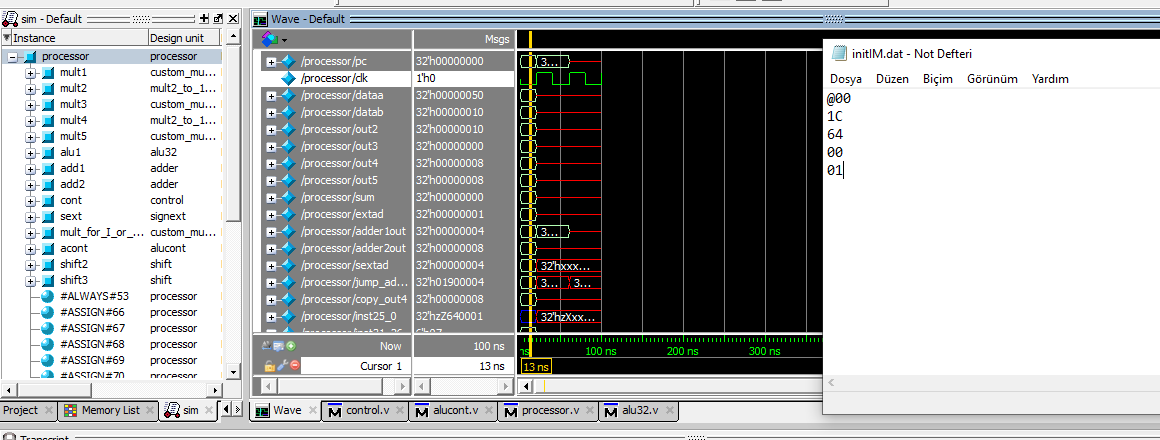 sim - Default
Instance
Design unit
processor processor
mult1 custom_mu...
mult2 mult2_to_1...
mult3 custom_mu...
mult4 mult2_to_1...
mult5 custom_mu...
alu1 alu32
add1 adder
add2 adder
cont control
sext signext
mult_for_I_or_... custom_mu...
acont alucont
shift2 shift
shift3 shift
#ALWAYS#53 processor
#ASSIGN#66 processor
#ASSIGN#67 processor
#ASSIGN#68 processor
#ASSIGN#69 processor
#ASSIGN#70 processor
Project
Memory List
sim
Wave - Default
Msgs
/processor/pc 32'h00000000 3...
/processor/clk 1'h0
/processor/dataa 32'h00000050
/processor/datab 32'h00000010
/processor/out2 32'h00000010
/processor/out3 32'h00000000
/processor/out4 32'h00000008
/processor/out5 32'h00000008
/processor/sum 32'h00000000
/processor/extad 32'h00000001
/processor/adder1out 32'h00000004 3...
/processor/adder2out 32'h00000008
/processor/sextad 32'h00000004 32'hxxx...
/processor/jump_ad... 32'h01900004 3... 3...
/processor/copy_out4 32'h00000008
/processor/inst25_0 32'hzZ640001 32'hzXxx...
Now 100 ns
ns 100 ns 200 ns 300 ns
Cursor 1 13 ns
13 ns
Wave
control.v
alucont.v
processor.v
alu32.v
initIM.dat - Not Defteri
Dosya Düzen Biçim Görünüm Yardım
@00
1C
64
00
01
Transcript